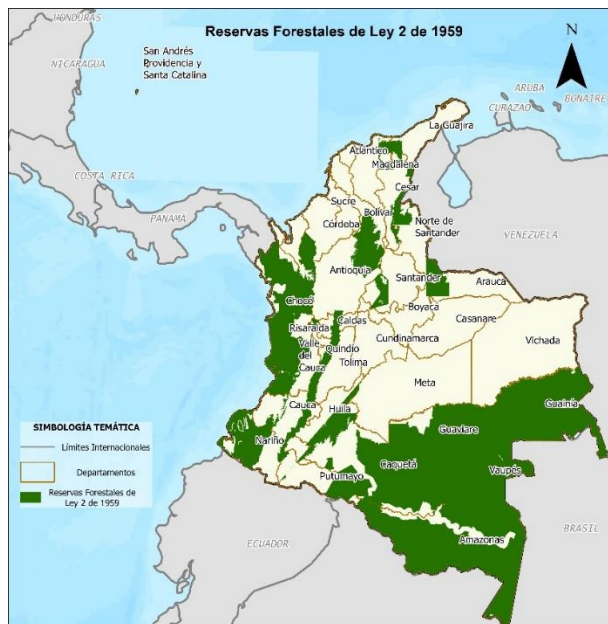 Reservas Forestales de Ley 2 de 1959
HONDURAS
N
San Andrés
Providencia y
Santa Catalina
NICARAGUA
ARUBA
CURAZAO
BONAIRE
La Guajira
Atlantico
Magdalena
COSTA RICA
Cesar
Sucre
Bolívar
PANAMA
Córdoba
Norte de
Santander
VENEZUELA
Antioquia
Santander
Arauca
Chocó
Boyaca
Caldas
Casanare
Risaralda
Cundinamarca
Vichada
Valle
del
Cauca
Quindío
Tolima
Meta
Cauca
Huila
Guainía
Guaviare
Nariño
Caquetá
Vaupés
Putumayo
BRASIL
Amazonas
ECUADOR
SIMBOLOGÍA TEMÁTICA
Límites Internacionales
Departamentos
Reservas Forestales de
Ley 2 de 1959